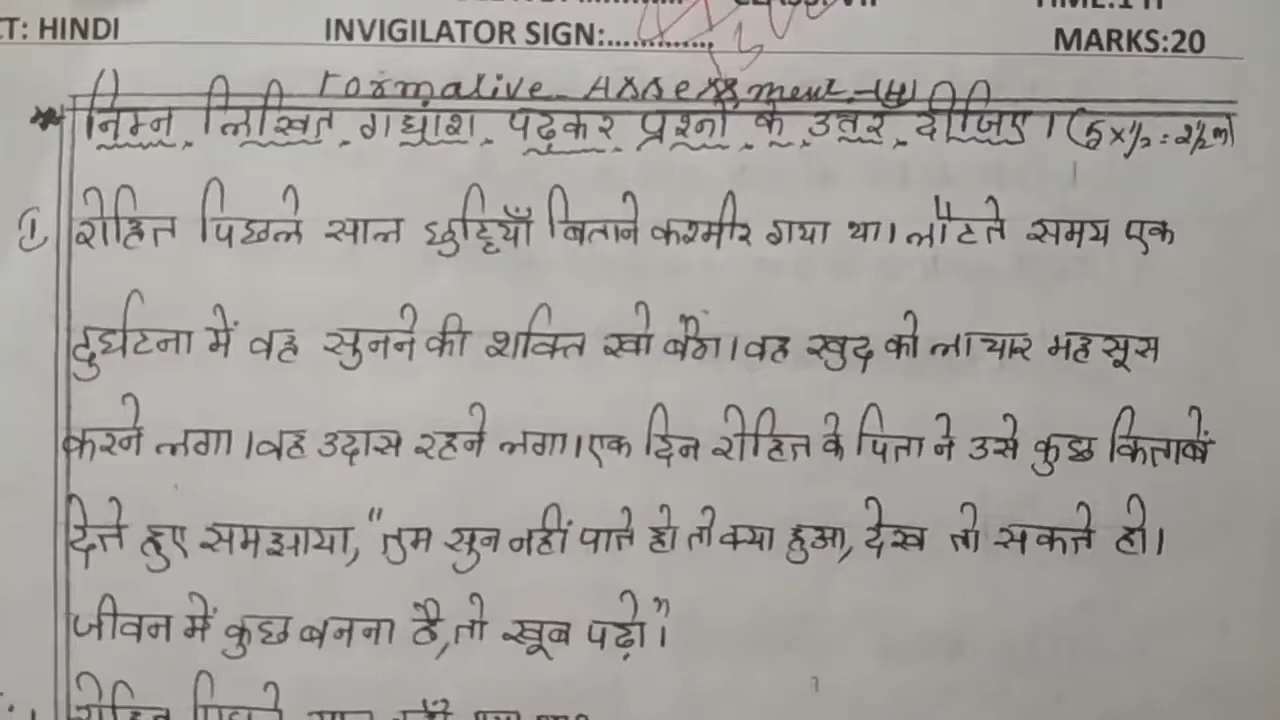 CT: HINDI INVIGILATOR SIGN:............... MARKS:20
Formative Assessment -(4)
निम्न लिखित गद्याश पढ़कर प्रश्नों के उत्तर दीजिए। (5 x 1/2 = 2 1/2 m)
I रोहित पिछले साल छुट्टियाँ बिताने कश्मीर गया था। लौटते समय एक
दुर्घटना में वह सुनने की शक्ति खो बैठा। वह खुद को लाचार महसूस
करने लगा। वह उदास रहने लगा। एक दिन रोहित के पिता ने उसे कुछ किताबें
देते हुए समझाया, "तुम सुन नहीं पाते हो तो क्या हुआ, देख तो सकते हो।
जीवन में कुछ बनना है, तो खूब पढ़ो।"